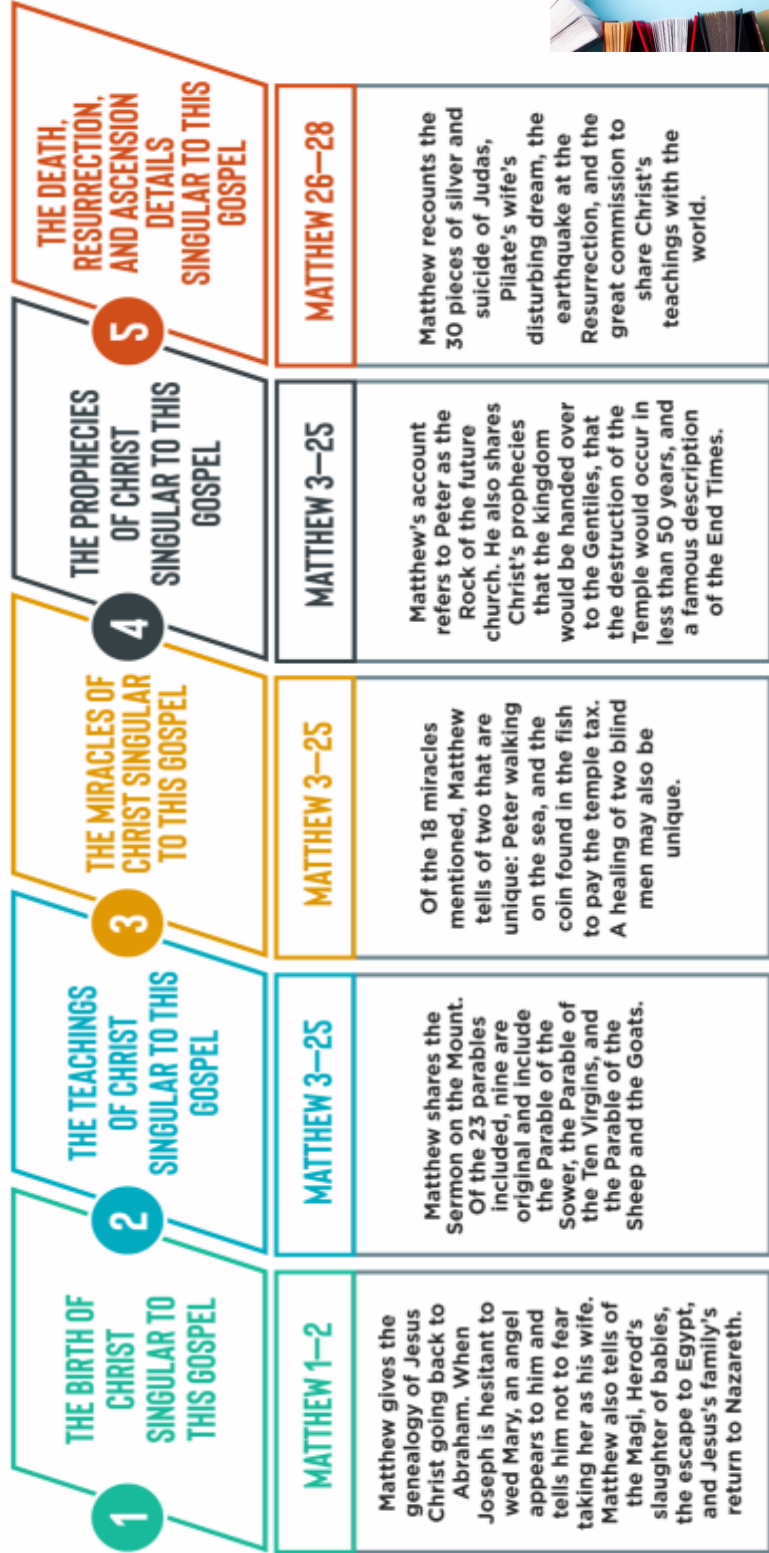 1
THE BIRTH OF
CHRIST
SINGULAR TO
THIS GOSPEL
MATTHEW 1–2
Matthew gives the
genealogy of Jesus
Christ going back to
Abraham. When
Joseph is hesitant to
wed Mary, an angel
appears to him and
tells him not to fear
taking her as his wife.
Matthew also tells of
the Magi, Herod's
slaughter of babies,
the escape to Egypt,
and Jesus's family's
return to Nazareth.
2
THE TEACHINGS
OF CHRIST
SINGULAR TO THIS
GOSPEL
MATTHEW 3–25
Matthew shares the
Sermon on the Mount.
Of the 23 parables
included, nine are
original and include
the Parable of the
Sower, the Parable of
the Ten Virgins, and
the Parable of the
Sheep and the Goats.
3
THE MIRACLES OF
CHRIST SINGULAR
TO THIS GOSPEL
MATTHEW 3–25
Of the 18 miracles
mentioned, Matthew
tells of two that are
unique: Peter walking
on the sea, and the
coin found in the fish
to pay the temple tax.
A healing of two blind
men may also be
unique.
4
THE PROPHECIES
OF CHRIST
SINGULAR TO THIS
GOSPEL
MATTHEW 3–25
Matthew's account
refers to Peter as the
Rock of the future
church. He also shares
Christ's prophecies
that the kingdom
would be handed over
to the Gentiles, that
the destruction of the
Temple would occur in
less than 50 years, and
a famous description
of the End Times.
5
THE DEATH,
RESURRECTION,
AND ASCENSION
DETAILS
SINGULAR TO THIS
GOSPEL
MATTHEW 26–28
Matthew recounts the
30 pieces of silver and
suicide of Judas,
Pilate's wife's
disturbing dream, the
earthquake at the
Resurrection, and the
great commission to
share Christ's
teachings with the
world.